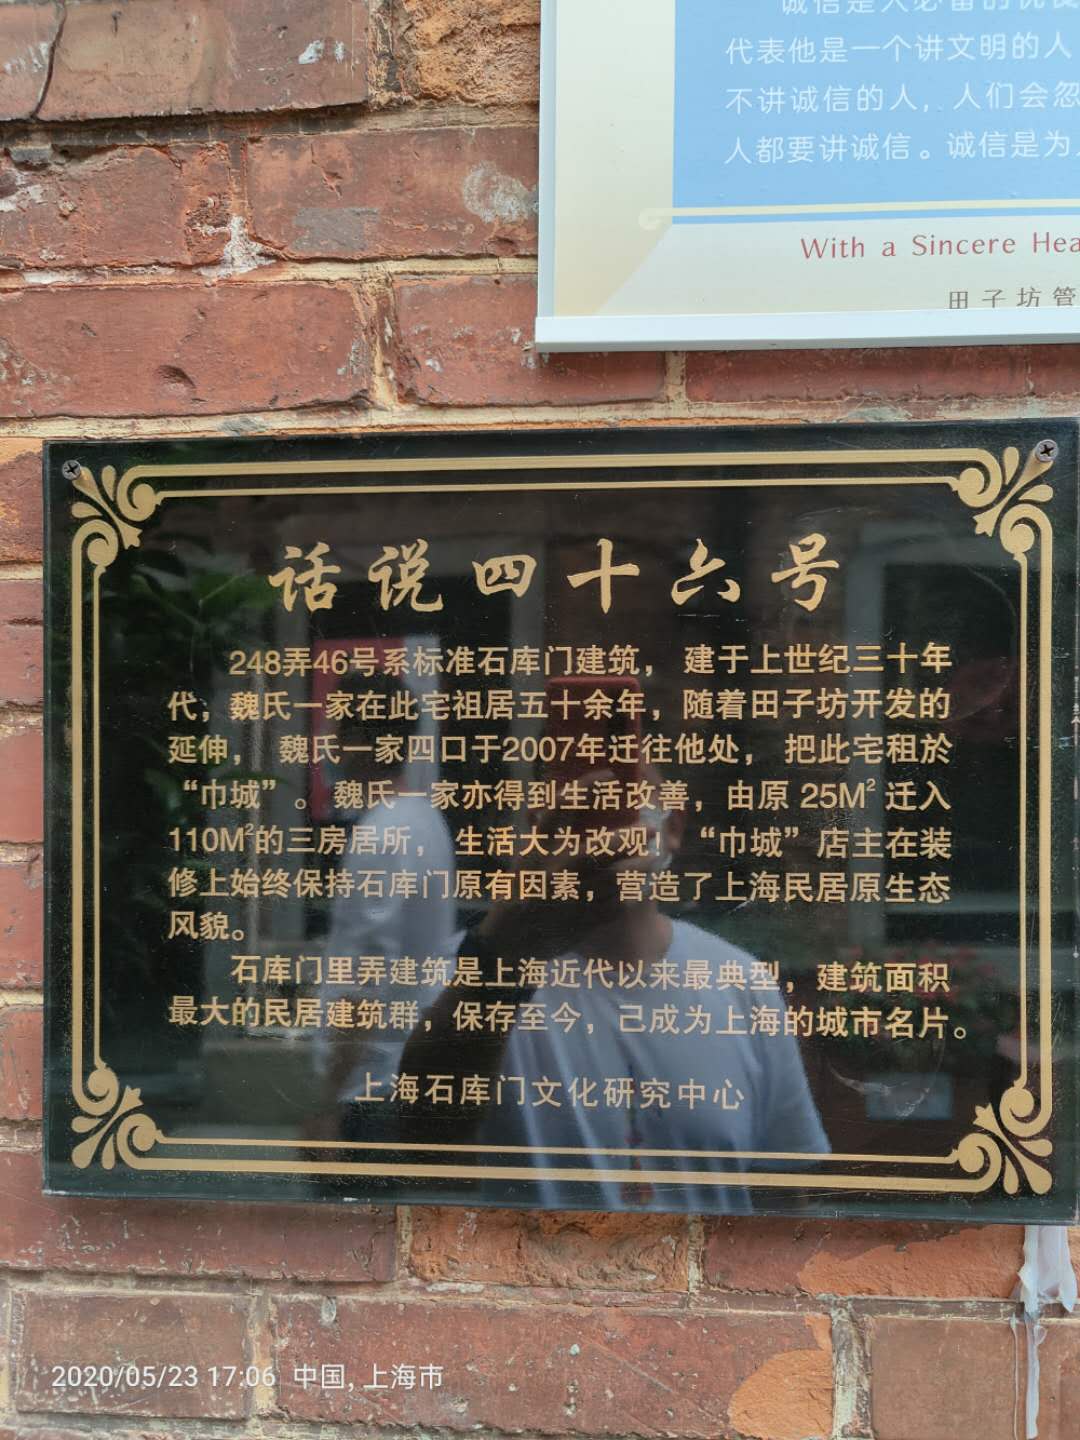 诚信是人必备的优良
代表他是一个讲文明的人
不讲诚信的人，人们会忽
人都要讲诚信。诚信是为人
With a Sincere Hea
田子坊管
话说四十六号
248弄46号系标准石库门建筑， 建于上世纪三十年
代，魏氏一家在此宅祖居五十余年，随着田子坊开发的
延伸， 魏氏一家四口于2007年迁往他处， 把此宅租於
“巾城”。魏氏一家亦得到生活改善，由原 25M² 迁入
110M²的三房居所， 生活大为改观！“巾城”店主在装
修上始终保持石库门原有因素，营造了上海民居原生态
风貌。
石库门里弄建筑是上海近代以来最典型，建筑面积
最大的民居建筑群，保存至今，己成为上海的城市名片。
上海石库门文化研究中心
2020/05/23 17:06 中国, 上海市